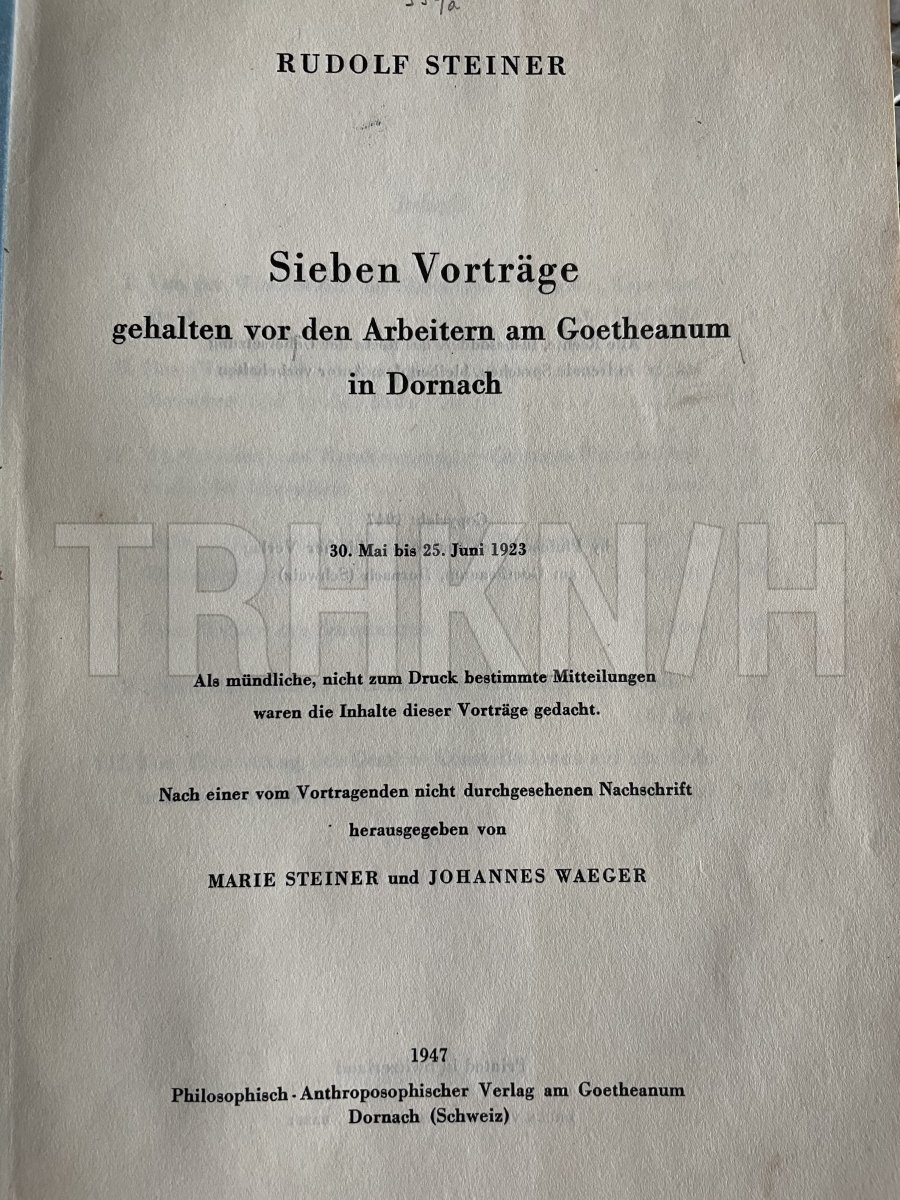 RUDOLF STEINER
Sieben Vorträge
gehalten vor den Arbeitern am Goetheanum
in Dornach
30. Mai bis 25. Juni 1923
TRHKN/H
Als mündliche, nicht zum Druck bestimmte Mitteilungen
waren die Inhalte dieser Vorträge gedacht.
Nach einer vom Vortragenden nicht durchgesehenen Nachschrift
herausgegeben von
MARIE STEINER und JOHANNES WAEGER
1947
Philosophisch-Anthroposophischer Verlag am Goetheanum
Dornach (Schweiz)